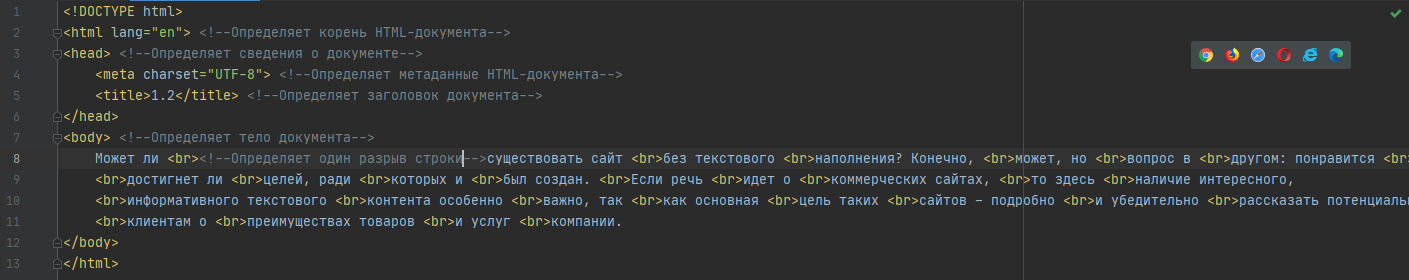 1 <!DOCTYPE html>
2 <html lang="en"> <!--Определяет корень HTML-документа-->
3 <head> <!--Определяет сведения о документе-->
4 <meta charset="UTF-8"> <!--Определяет метаданные HTML-документа-->
5 <title>1.2</title> <!--Определяет заголовок документа-->
6 </head>
7 <body> <!--Определяет тело документа-->
8 Может ли <br><!--Определяет один разрыв строки-->существовать сайт <br>без текстового <br>наполнения? Конечно, <br>может, но <br>вопрос в <br>другом: понравится <br
9 <br>достигнет ли <br>целей, ради <br>которых и <br>был создан. <br>Если речь <br>идет о <br>коммерческих сайтах, <br>то здесь <br>наличие интересного,
10 <br>информативного текстового <br>контента особенно <br>важно, так <br>как основная <br>цель таких <br>сайтов – подробно <br>и убедительно <br>рассказать
11 <br>клиентам о <br>преимуществах товаров <br>и услуг <br>компании.
12 </body>
13 </html>